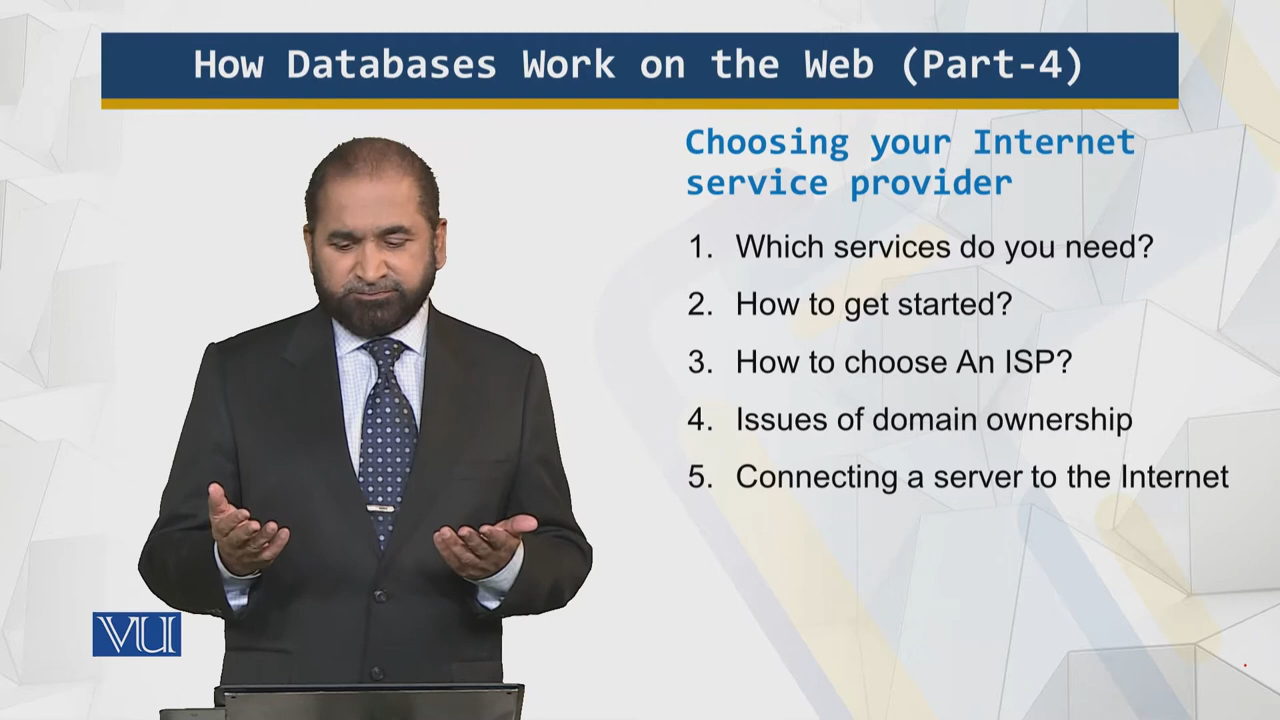 How Databases Work on the Web (Part-4)
Choosing your Internet
service provider
1. Which services do you need?
2. How to get started?
3. How to choose An ISP?
4. Issues of domain ownership
5. Connecting a server to the Internet
VU